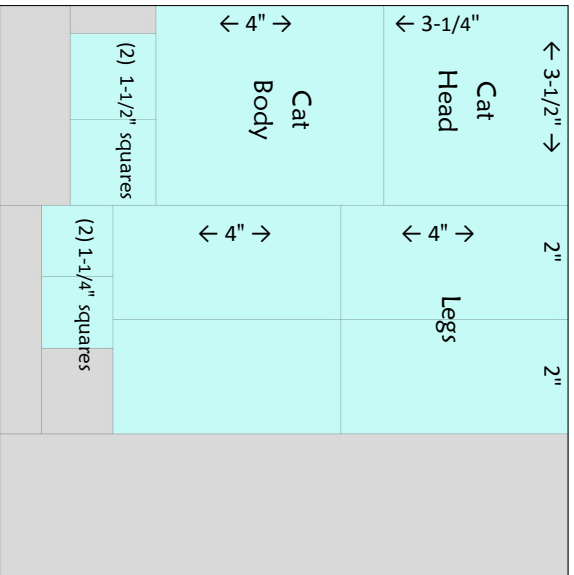 ← 4" →
← 3-1/4"
← 3-1/2" →
(2) 1-1/2" squares
Cat
Body
Cat
Head
(2) 1-1/4" squares
← 4" →
← 4" →
2"
Legs
2"